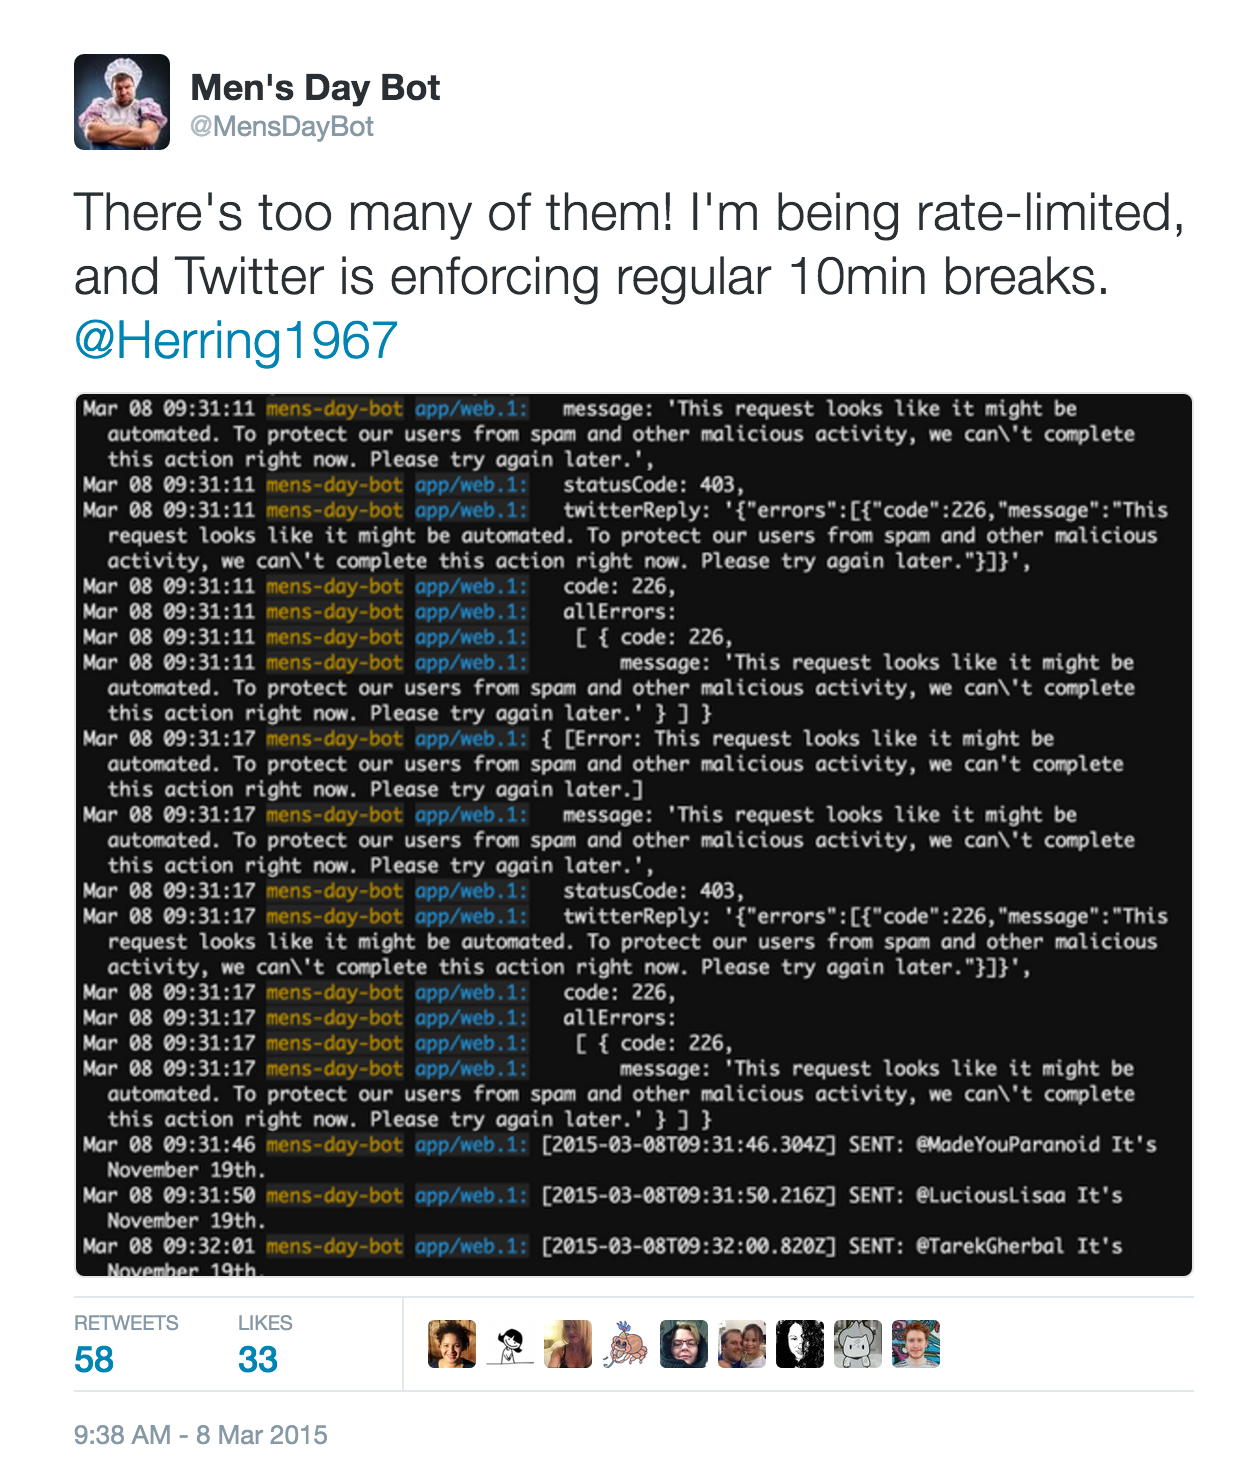 Men's Day Bot
@MensDayBot
There's too many of them! I'm being rate-limited,
and Twitter is enforcing regular 10min breaks.
@Herring1967
Mar 08 09:31:11 mens-day-bot app/web.1:   message: 'This request looks like it might be
automated. To protect our users from spam and other malicious activity, we can\'t complete
this action right now. Please try again later.',
Mar 08 09:31:11 mens-day-bot app/web.1:   statusCode: 403,
Mar 08 09:31:11 mens-day-bot app/web.1:   twitterReply: '{"errors":[{"code":226,"message":"This
request looks like it might be automated. To protect our users from spam and other malicious
activity, we can\'t complete this action right now. Please try again later."}]}',
Mar 08 09:31:11 mens-day-bot app/web.1:   code: 226,
Mar 08 09:31:11 mens-day-bot app/web.1:   allErrors:
Mar 08 09:31:11 mens-day-bot app/web.1:    [ { code: 226,
Mar 08 09:31:11 mens-day-bot app/web.1:        message: 'This request looks like it might be
automated. To protect our users from spam and other malicious activity, we can\'t complete
this action right now. Please try again later.' } ] }
Mar 08 09:31:17 mens-day-bot app/web.1: { [Error: This request looks like it might be
automated. To protect our users from spam and other malicious activity, we can't complete
this action right now. Please try again later.]
Mar 08 09:31:17 mens-day-bot app/web.1:   message: 'This request looks like it might be
automated. To protect our users from spam and other malicious activity, we can\'t complete
this action right now. Please try again later.',
Mar 08 09:31:17 mens-day-bot app/web.1:   statusCode: 403,
Mar 08 09:31:17 mens-day-bot app/web.1:   twitterReply: '{"errors":[{"code":226,"message":"This
request looks like it might be automated. To protect our users from spam and other malicious
activity, we can\'t complete this action right now. Please try again later."}]}',
Mar 08 09:31:17 mens-day-bot app/web.1:   code: 226,
Mar 08 09:31:17 mens-day-bot app/web.1:   allErrors:
Mar 08 09:31:17 mens-day-bot app/web.1:    [ { code: 226,
Mar 08 09:31:17 mens-day-bot app/web.1:        message: 'This request looks like it might be
automated. To protect our users from spam and other malicious activity, we can\'t complete
this action right now. Please try again later.' } ] }
Mar 08 09:31:46 mens-day-bot app/web.1: [2015-03-08T09:31:46.304Z] SENT: @MadeYouParanoid It's
November 19th.
Mar 08 09:31:50 mens-day-bot app/web.1: [2015-03-08T09:31:50.216Z] SENT: @LuciousLisaa It's
November 19th.
Mar 08 09:32:01 mens-day-bot app/web.1: [2015-03-08T09:32:00.820Z] SENT: @TarekGherbal It's
November 19th.
RETWEETS LIKES
58 33
9:38 AM - 8 Mar 2015